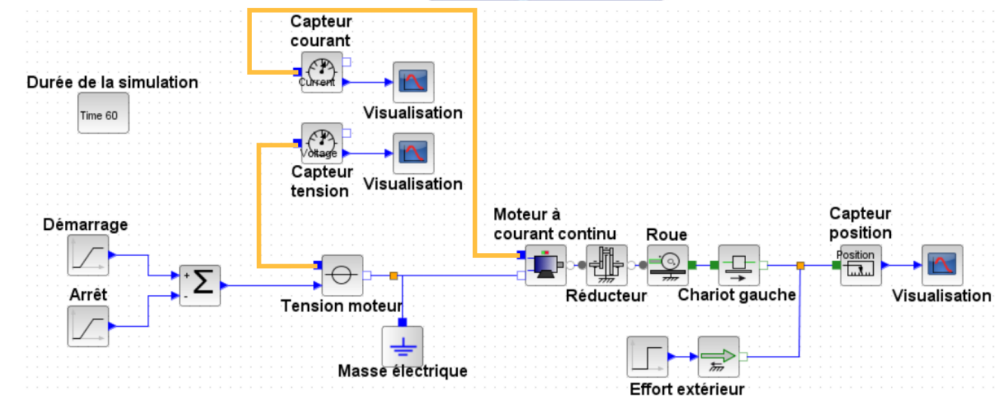 Capteur
courant
Current
Visualisation
Durée de la simulation
Time 60
Voltage
Capteur
tension
Visualisation
Démarrage
+
Σ
-
Arrêt
Tension moteur
Masse électrique
Moteur à
courant continu
Réducteur
Roue
Chariot gauche
Capteur
position
Position
Visualisation
Effort extérieur